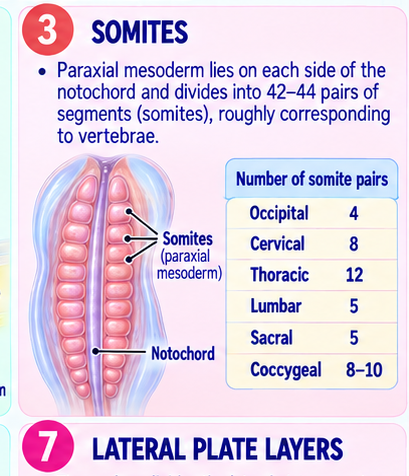 3 SOMITES
• Paraxial mesoderm lies on each side of the
notochord and divides into 42–44 pairs of
segments (somites), roughly corresponding
to vertebrae.
Somites
(paraxial
mesoderm)
Notochord
Number of somite pairs
Occipital 4
Cervical 8
Thoracic 12
Lumbar 5
Sacral 5
Coccygeal 8–10
7 LATERAL PLATE LAYERS